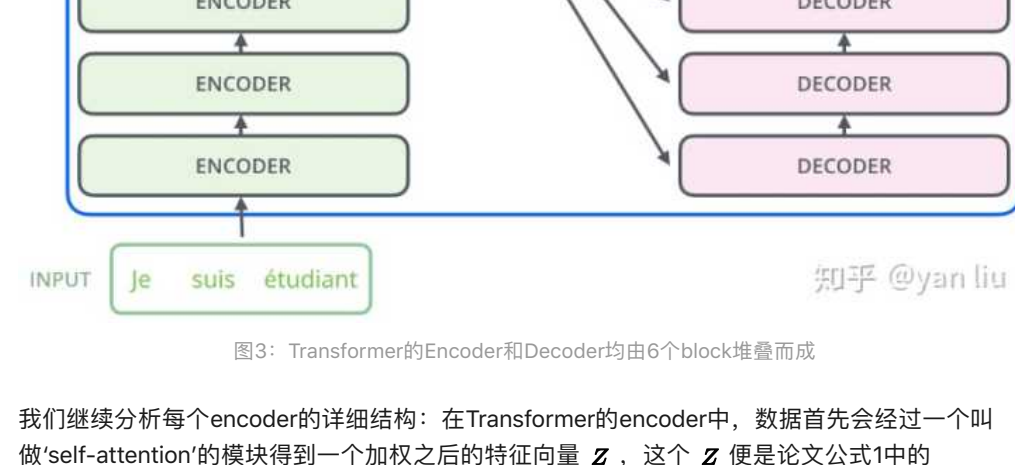 ENCODER DECODER
ENCODER DECODER
ENCODER DECODER
INPUT Je suis étudiant
知乎 @yan liu
图3：Transformer的Encoder和Decoder均由6个block堆叠而成
我们继续分析每个encoder的详细结构：在Transformer的encoder中，数据首先会经过一个叫
做‘self-attention’的模块得到一个加权之后的特征向量 Z ，这个 Z 便是论文公式1中的